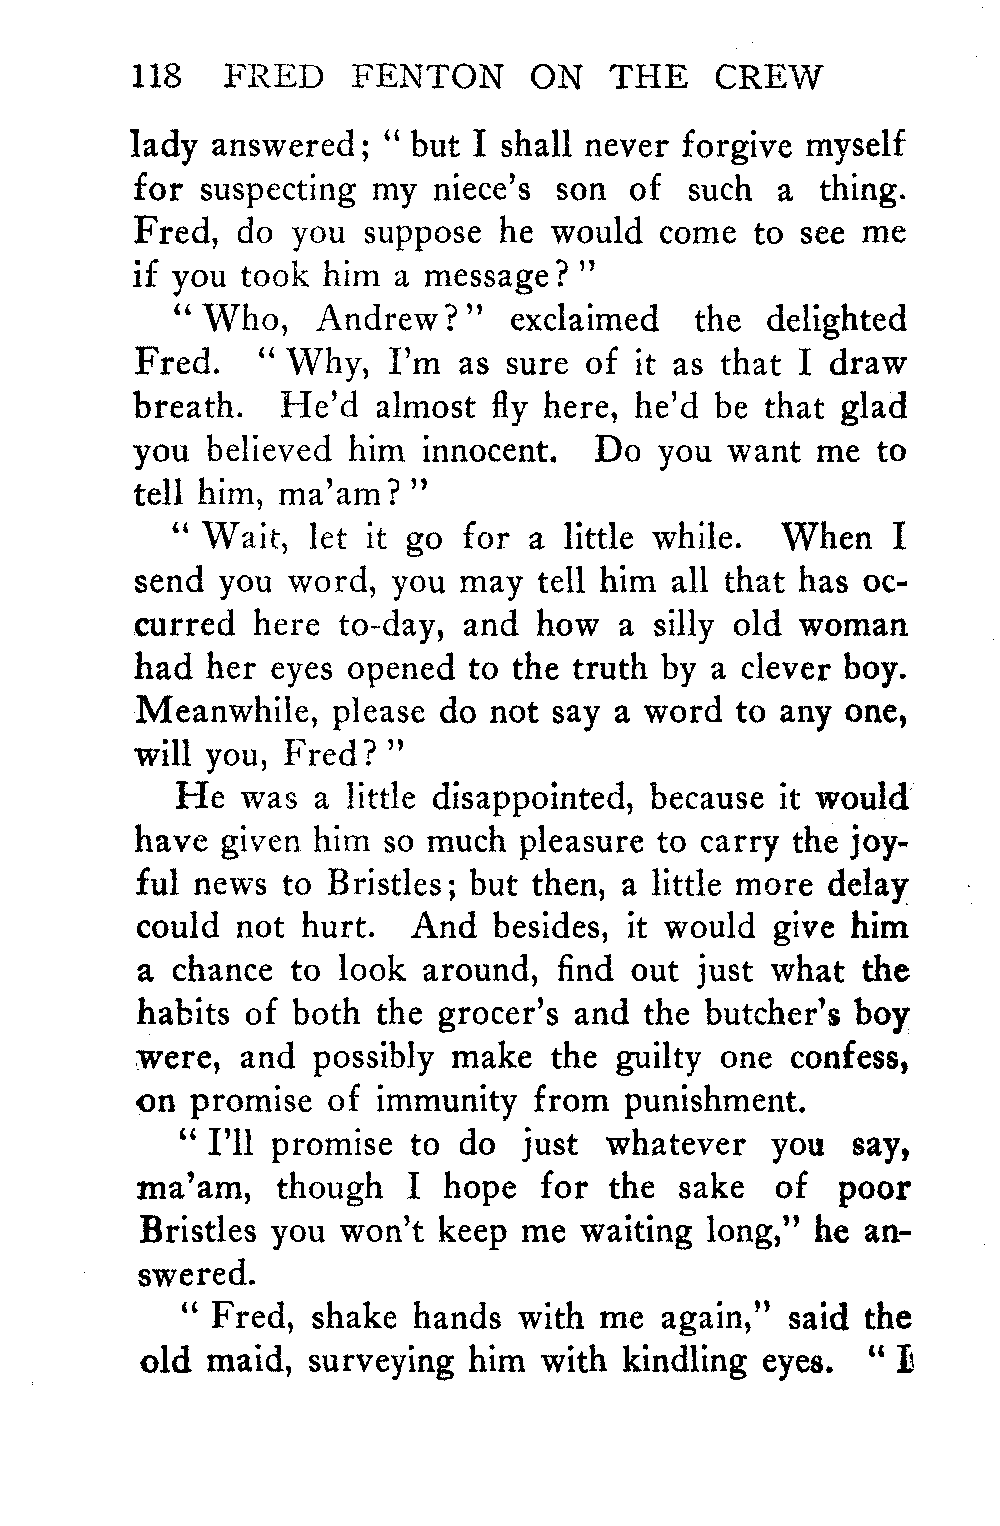 118 FRED FENTON ON THE CREW
lady answered; “ but I shall never forgive myself
for suspecting my niece’s son of such a thing.
Fred, do you suppose he would come to see me
if you took him a message? ”
“ Who, Andrew? ” exclaimed the delighted
Fred. “ Why, I’m as sure of it as that I draw
breath. He’d almost fly here, he’d be that glad
you believed him innocent. Do you want me to
tell him, ma’am? ”
“ Wait, let it go for a little while. When I
send you word, you may tell him all that has oc-
curred here to-day, and how a silly old woman
had her eyes opened to the truth by a clever boy.
Meanwhile, please do not say a word to any one,
will you, Fred? ”
He was a little disappointed, because it would
have given him so much pleasure to carry the joy-
ful news to Bristles; but then, a little more delay
could not hurt. And besides, it would give him
a chance to look around, find out just what the
habits of both the grocer’s and the butcher’s boy
were, and possibly make the guilty one confess,
on promise of immunity from punishment.
“ I’ll promise to do just whatever you say,
ma’am, though I hope for the sake of poor
Bristles you won’t keep me waiting long,” he an-
swered.
“ Fred, shake hands with me again,” said the
old maid, surveying him with kindling eyes. “ I